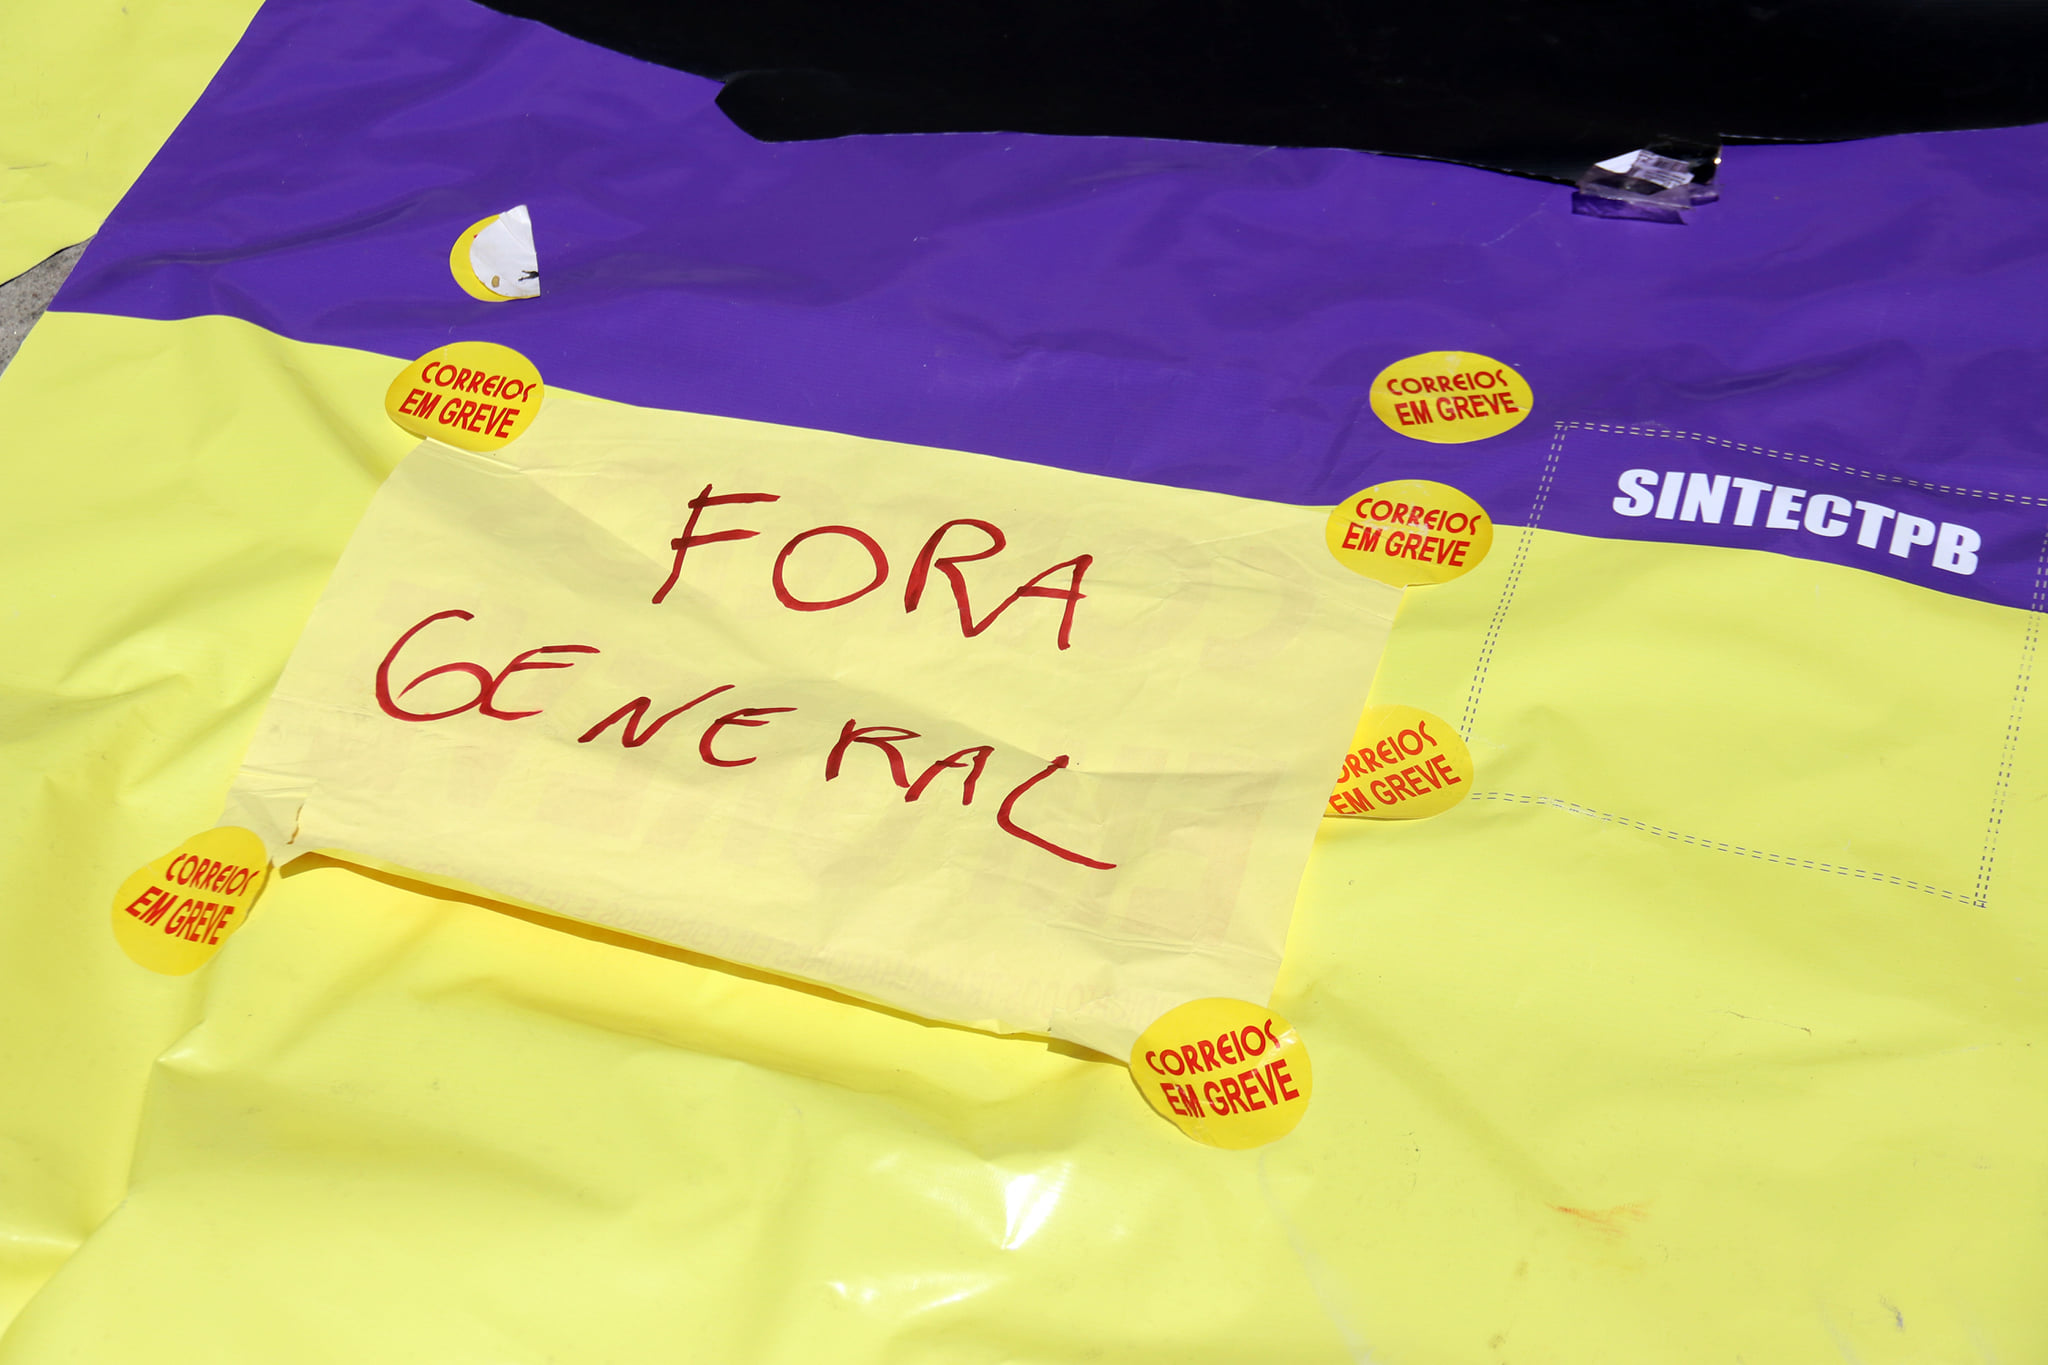 CORREIOS
EM GREVE
CORREIOS
EM GREVE
SINTECTPB
CORREIOS
EM GREVE
FORA
GENERAL
ORREIOS
EM GREVE
CORREIOS
EM GREVE
CORREIOS
EM GREVE